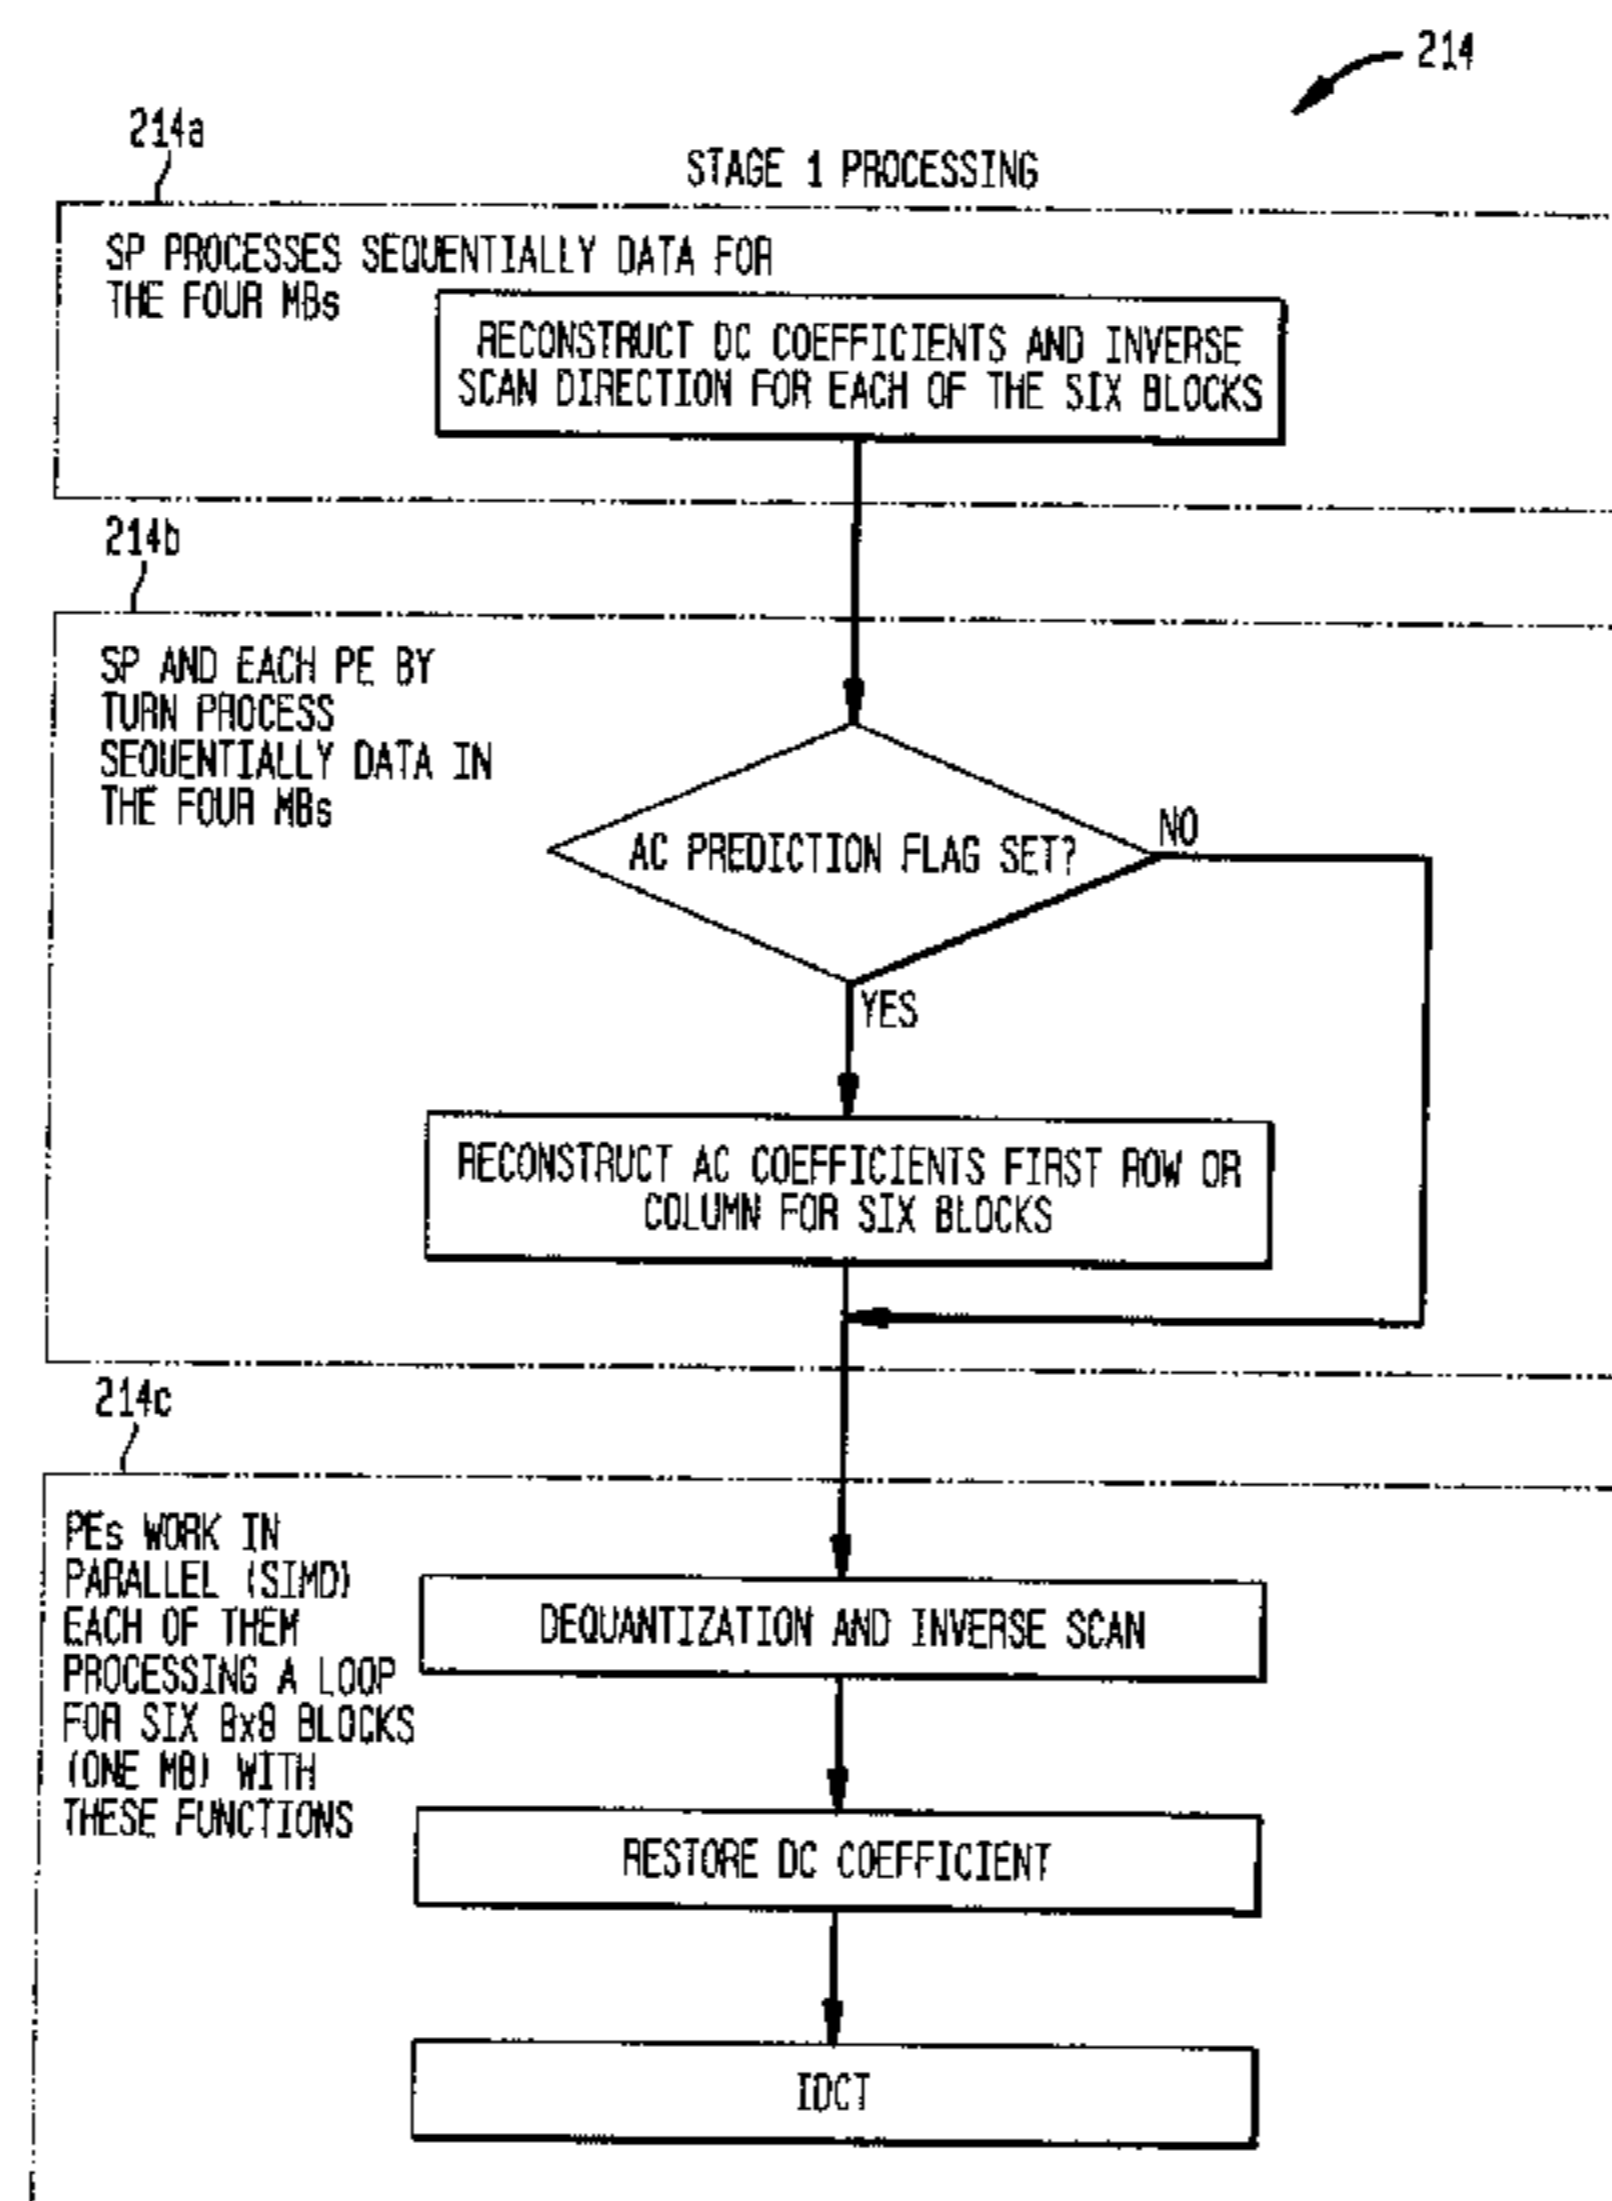 214
214a
STAGE 1 PROCESSING
SP PROCESSES SEQUENTIALLY DATA FOR
THE FOUR MBs
RECONSTRUCT DC COEFFICIENTS AND INVERSE
SCAN DIRECTION FOR EACH OF THE SIX BLOCKS
214b
SP AND EACH PE BY
TURN PROCESS
SEQUENTIALLY DATA IN
THE FOUR MBs
AC PREDICTION FLAG SET?
NO
YES
RECONSTRUCT AC COEFFICIENTS FIRST ROW OR
COLUMN FOR SIX BLOCKS
214c
PEs WORK IN
PARALLEL (SIMD)
EACH OF THEM
PROCESSING A LOOP
FOR SIX 8x8 BLOCKS
(ONE MB) WITH
THESE FUNCTIONS
DEQUANTIZATION AND INVERSE SCAN
RESTORE DC COEFFICIENT
IDCT